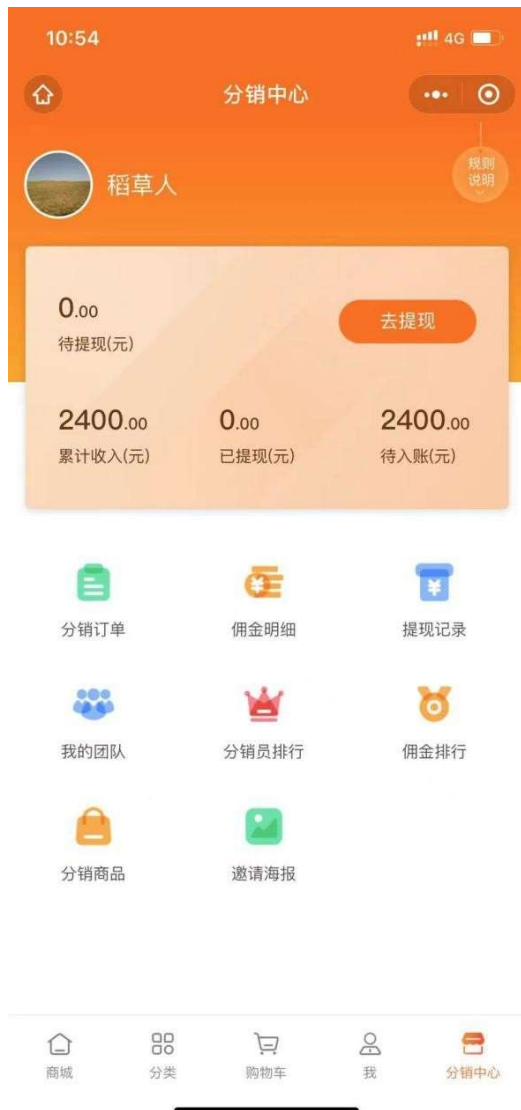 10:54
4G
分销中心
稻草人
规则
说明
0.00
去提现
待提现(元)
2400.00 0.00 2400.00
累计收入(元) 已提现(元) 待入账(元)
分销订单 佣金明细 提现记录
我的团队 分销员排行 佣金排行
分销商品 邀请海报
商城 分类 购物车 我 分销中心